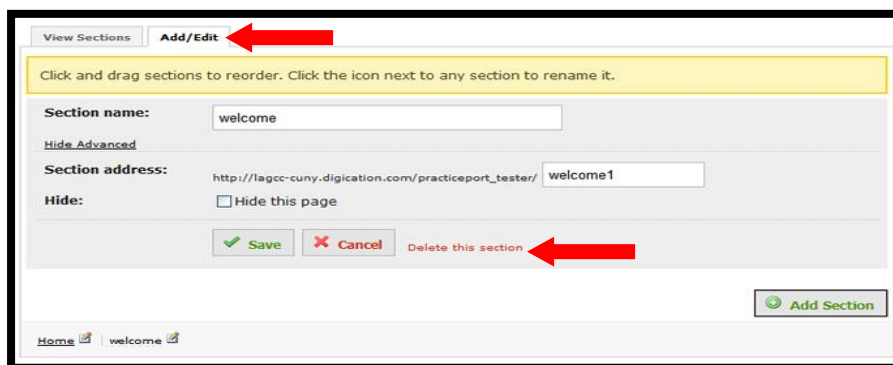 View Sections Add/Edit
Click and drag sections to reorder. Click the icon next to any section to rename it.
Section name: welcome
Hide Advanced
Section address: http://lagcc-cuny.digication.com/practiceport_tester/ welcome1
Hide: Hide this page
Save Cancel Delete this section
Add Section
Home | welcome